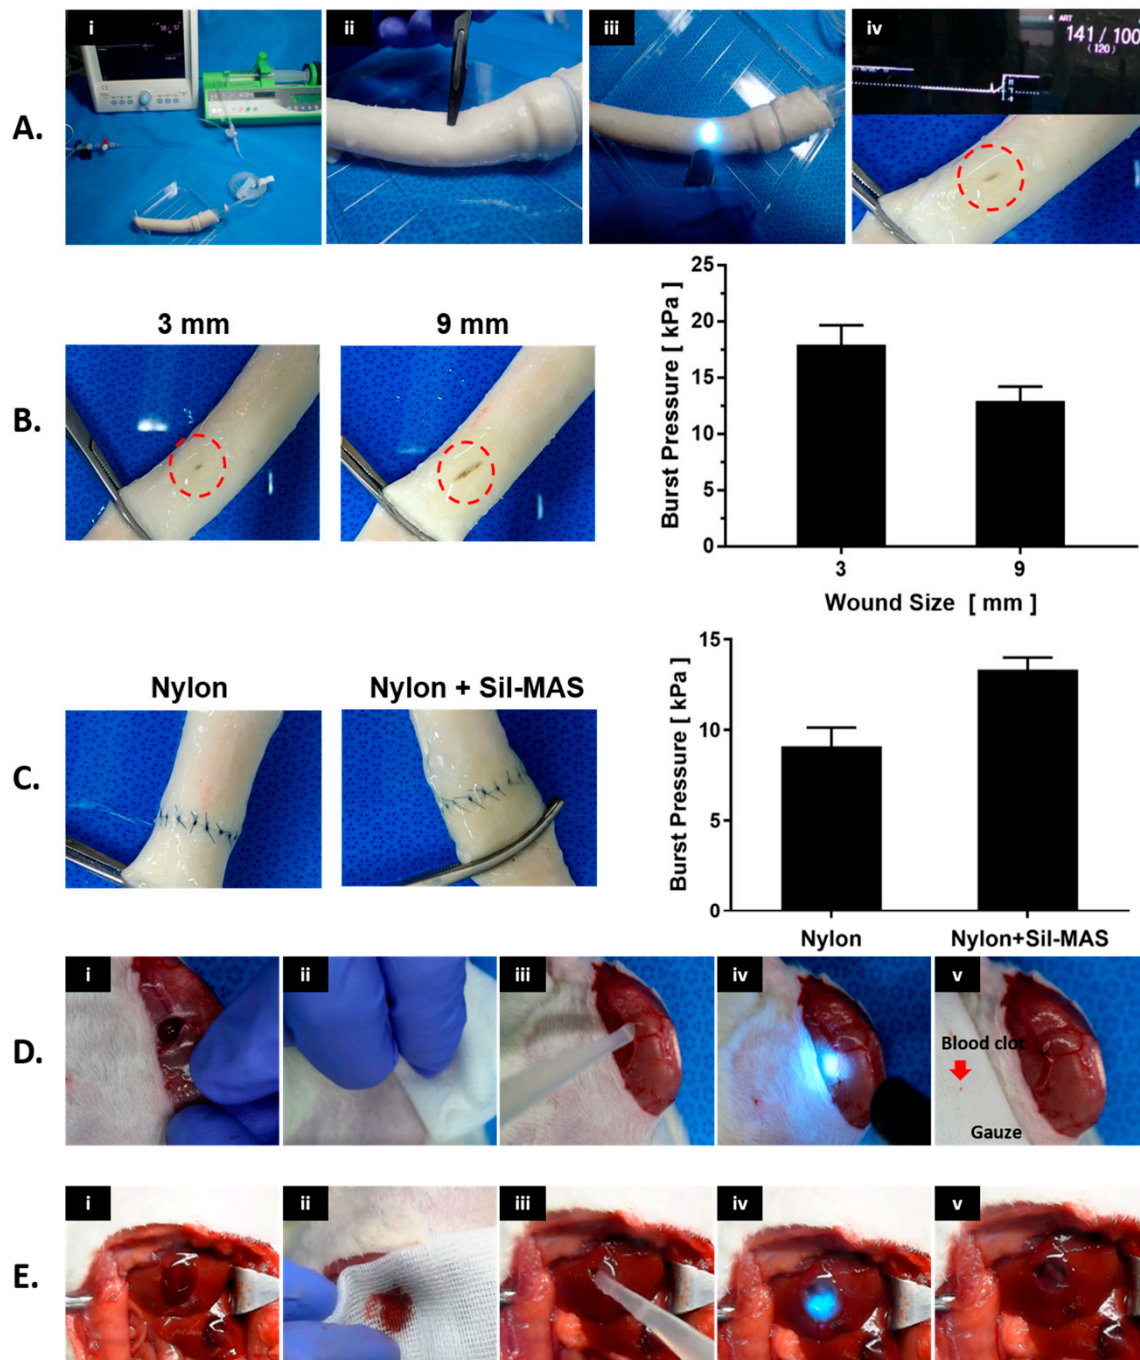 A.
i
ii
iii
iv
ART
141 / 100
(120)
B.
3 mm
9 mm
Burst Pressure [ kPa ]
25
20
15
10
5
0
3
9
Wound Size [ mm ]
C.
Nylon
Nylon + Sil-MAS
Burst Pressure [ kPa ]
15
10
5
0
Nylon
Nylon+Sil-MAS
D.
i
ii
iii
iv
v
Blood clot
Gauze
E.
i
ii
iii
iv
v